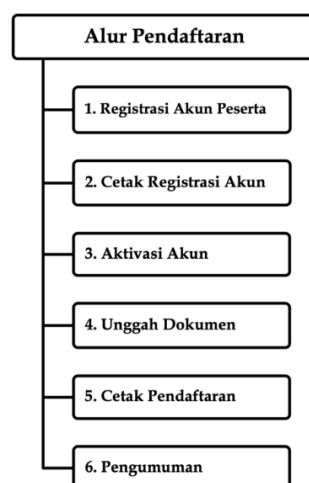 Alur Pendaftaran
1. Registrasi Akun Peserta
2. Cetak Registrasi Akun
3. Aktivasi Akun
4. Unggah Dokumen
5. Cetak Pendaftaran
6. Pengumuman